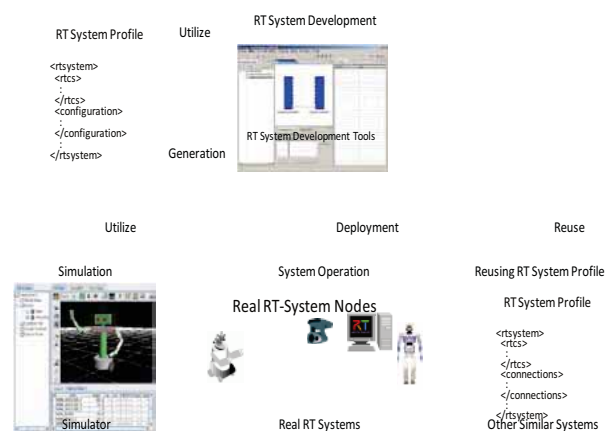 RT System Development
RT System Profile
Utilize
<rtsystem>
<rtcs>
:
</rtcs>
<configuration>
:
</configuration>
:
</rtsystem>
RT System Development Tools
Generation
Utilize
Deployment
Reuse
Simulation
System Operation
Reusing RT System Profile
Real RT-System Nodes
RT
RT System Profile
<rtsystem>
<rtcs>
:
</rtcs>
<connections>
:
</connections>
:
</rtsystem>
Simulator
Real RT Systems
Other Similar Systems